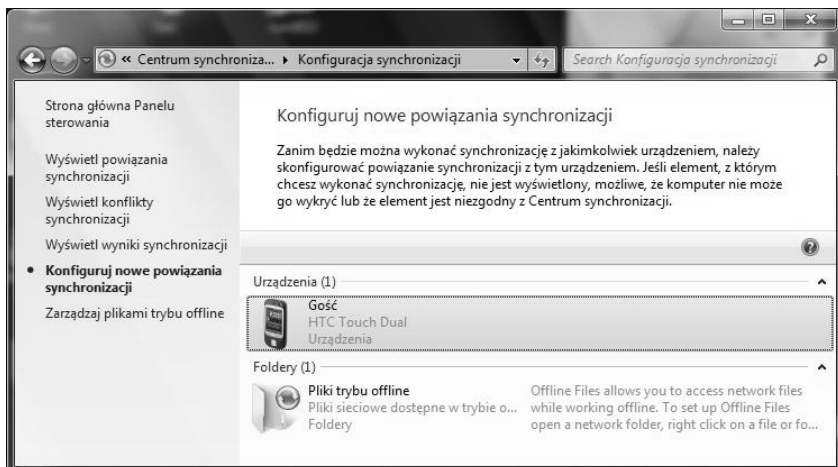 « Centrum synchroniza... ▸ Konfiguracja synchronizacji
Search Konfiguracja synchronizacji
Strona główna Panelu
sterowania
Wyświetl powiązania
synchronizacji
Wyświetl konflikty
synchronizacji
Wyświetl wyniki synchronizacji
• Konfiguruj nowe powiązania
synchronizacji
Zarządzaj plikami trybu offline
Konfiguruj nowe powiązania synchronizacji
Zanim będzie można wykonać synchronizację z jakimkolwiek urządzeniem, należy
skonfigurować powiązanie synchronizacji z tym urządzeniem. Jeśli element, z którym
chcesz wykonać synchronizację, nie jest wyświetlony, możliwe, że komputer nie może
go wykryć lub że element jest niezgodny z Centrum synchronizacji.
Urządzenia (1)
Gość
HTC Touch Dual
Urządzenia
Foldery (1)
Pliki trybu offline
Pliki sieciowe dostępne w trybie o...
Foldery
Offline Files allows you to access network files
while working offline. To set up Offline Files
open a network folder, right click on a file or fo...